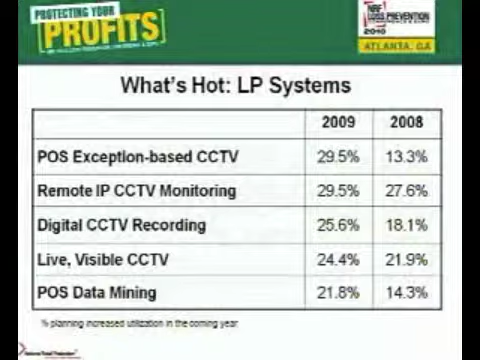 PROTECTING YOUR
PROFITS
NRF
LOSS PREVENTION
2010
ATLANTA, GA
What's Hot: LP Systems
2009 2008
POS Exception-based CCTV 29.5% 13.3%
Remote IP CCTV Monitoring 29.5% 27.6%
Digital CCTV Recording 25.6% 18.1%
Live, Visible CCTV 24.4% 21.9%
POS Data Mining 21.8% 14.3%
% planning increased utilization in the coming year